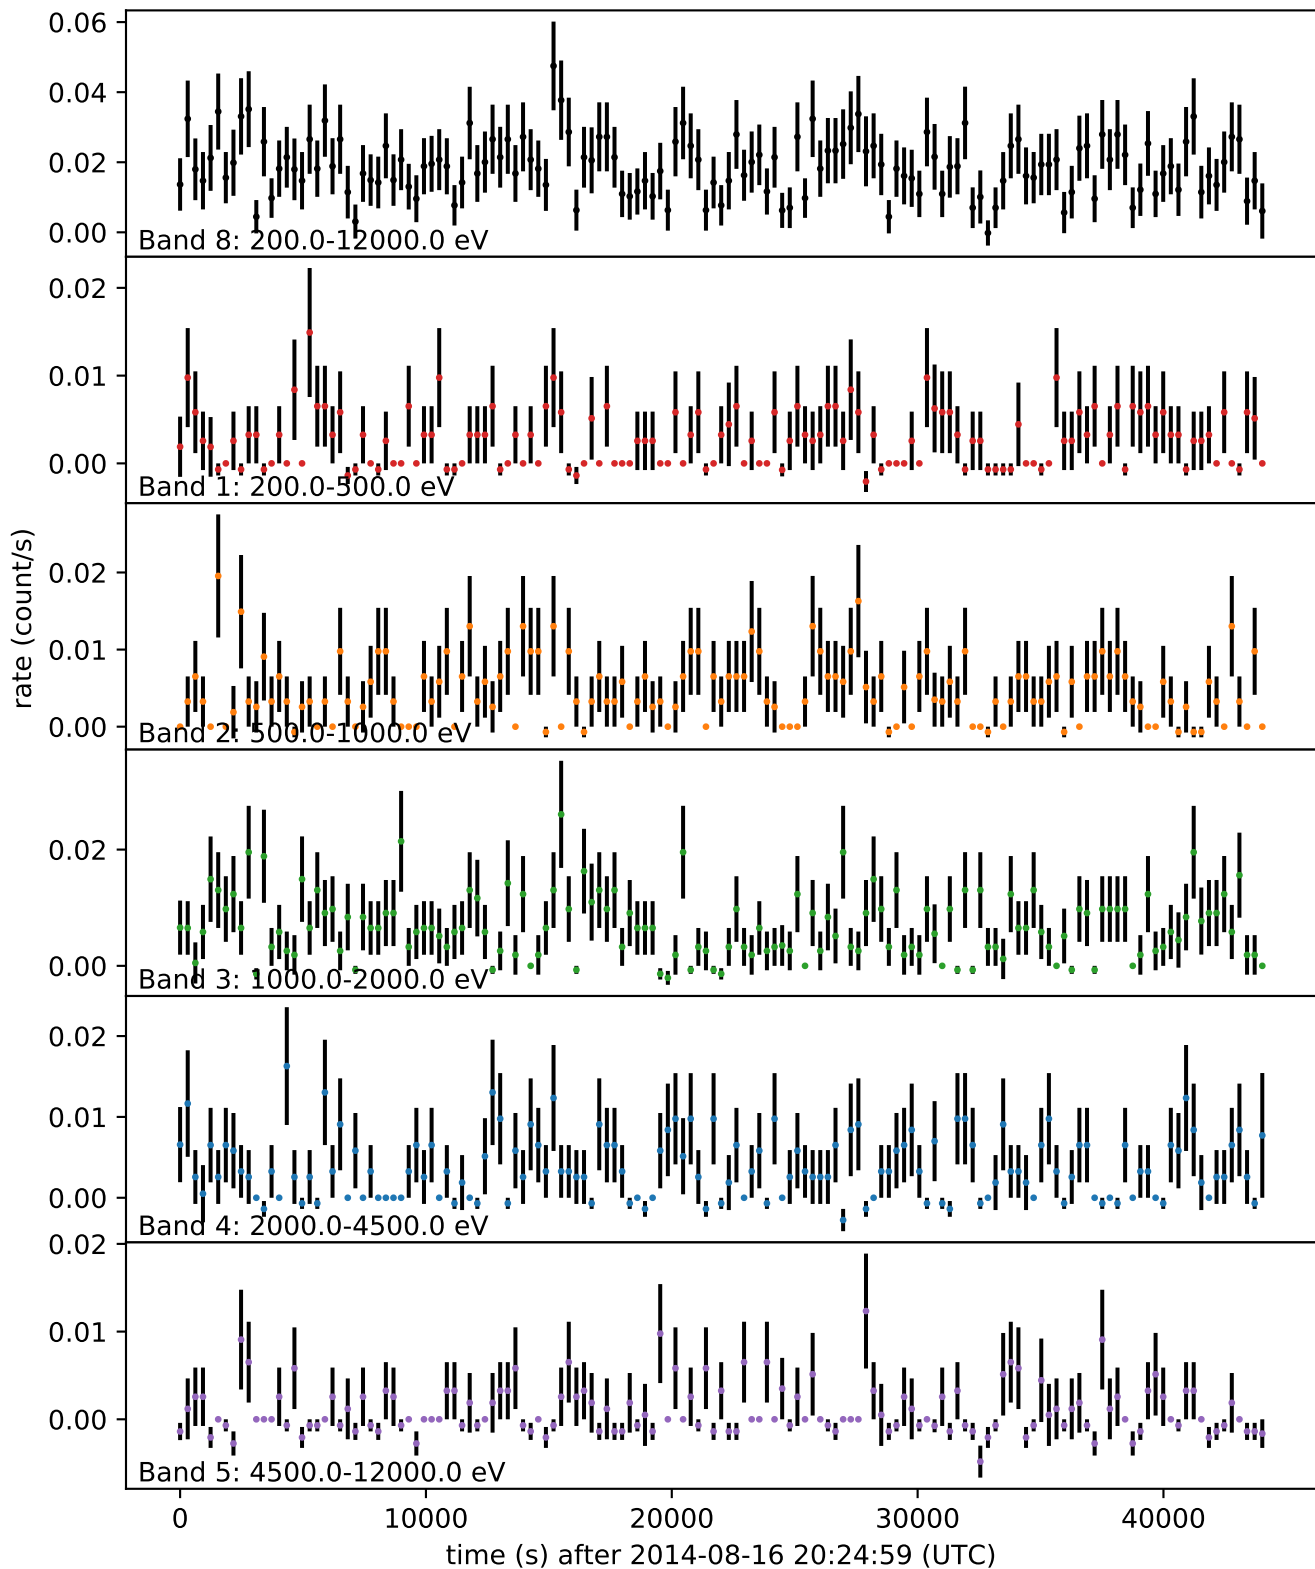 0.06
0.04
0.02
0.00
Band 8: 200.0-12000.0 eV
0.02
0.01
0.00
Band 1: 200.0-500.0 eV
rate (count/s)
0.02
0.01
0.00
Band 2: 500.0-1000.0 eV
0.02
0.00
Band 3: 1000.0-2000.0 eV
0.02
0.01
0.00
Band 4: 2000.0-4500.0 eV
0.02
0.01
0.00
Band 5: 4500.0-12000.0 eV
0 10000 20000 30000 40000
time (s) after 2014-08-16 20:24:59 (UTC)